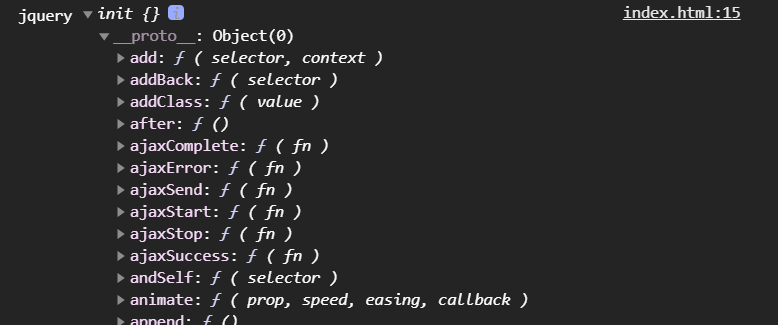 jquery ▼ init {} i index.html:15
▼ __proto__: Object(0)
▶ add: ƒ ( selector, context )
▶ addBack: ƒ ( selector )
▶ addClass: ƒ ( value )
▶ after: ƒ ()
▶ ajaxComplete: ƒ ( fn )
▶ ajaxError: ƒ ( fn )
▶ ajaxSend: ƒ ( fn )
▶ ajaxStart: ƒ ( fn )
▶ ajaxStop: ƒ ( fn )
▶ ajaxSuccess: ƒ ( fn )
▶ andSelf: ƒ ( selector )
▶ animate: ƒ ( prop, speed, easing, callback )
▶ append: ƒ ()